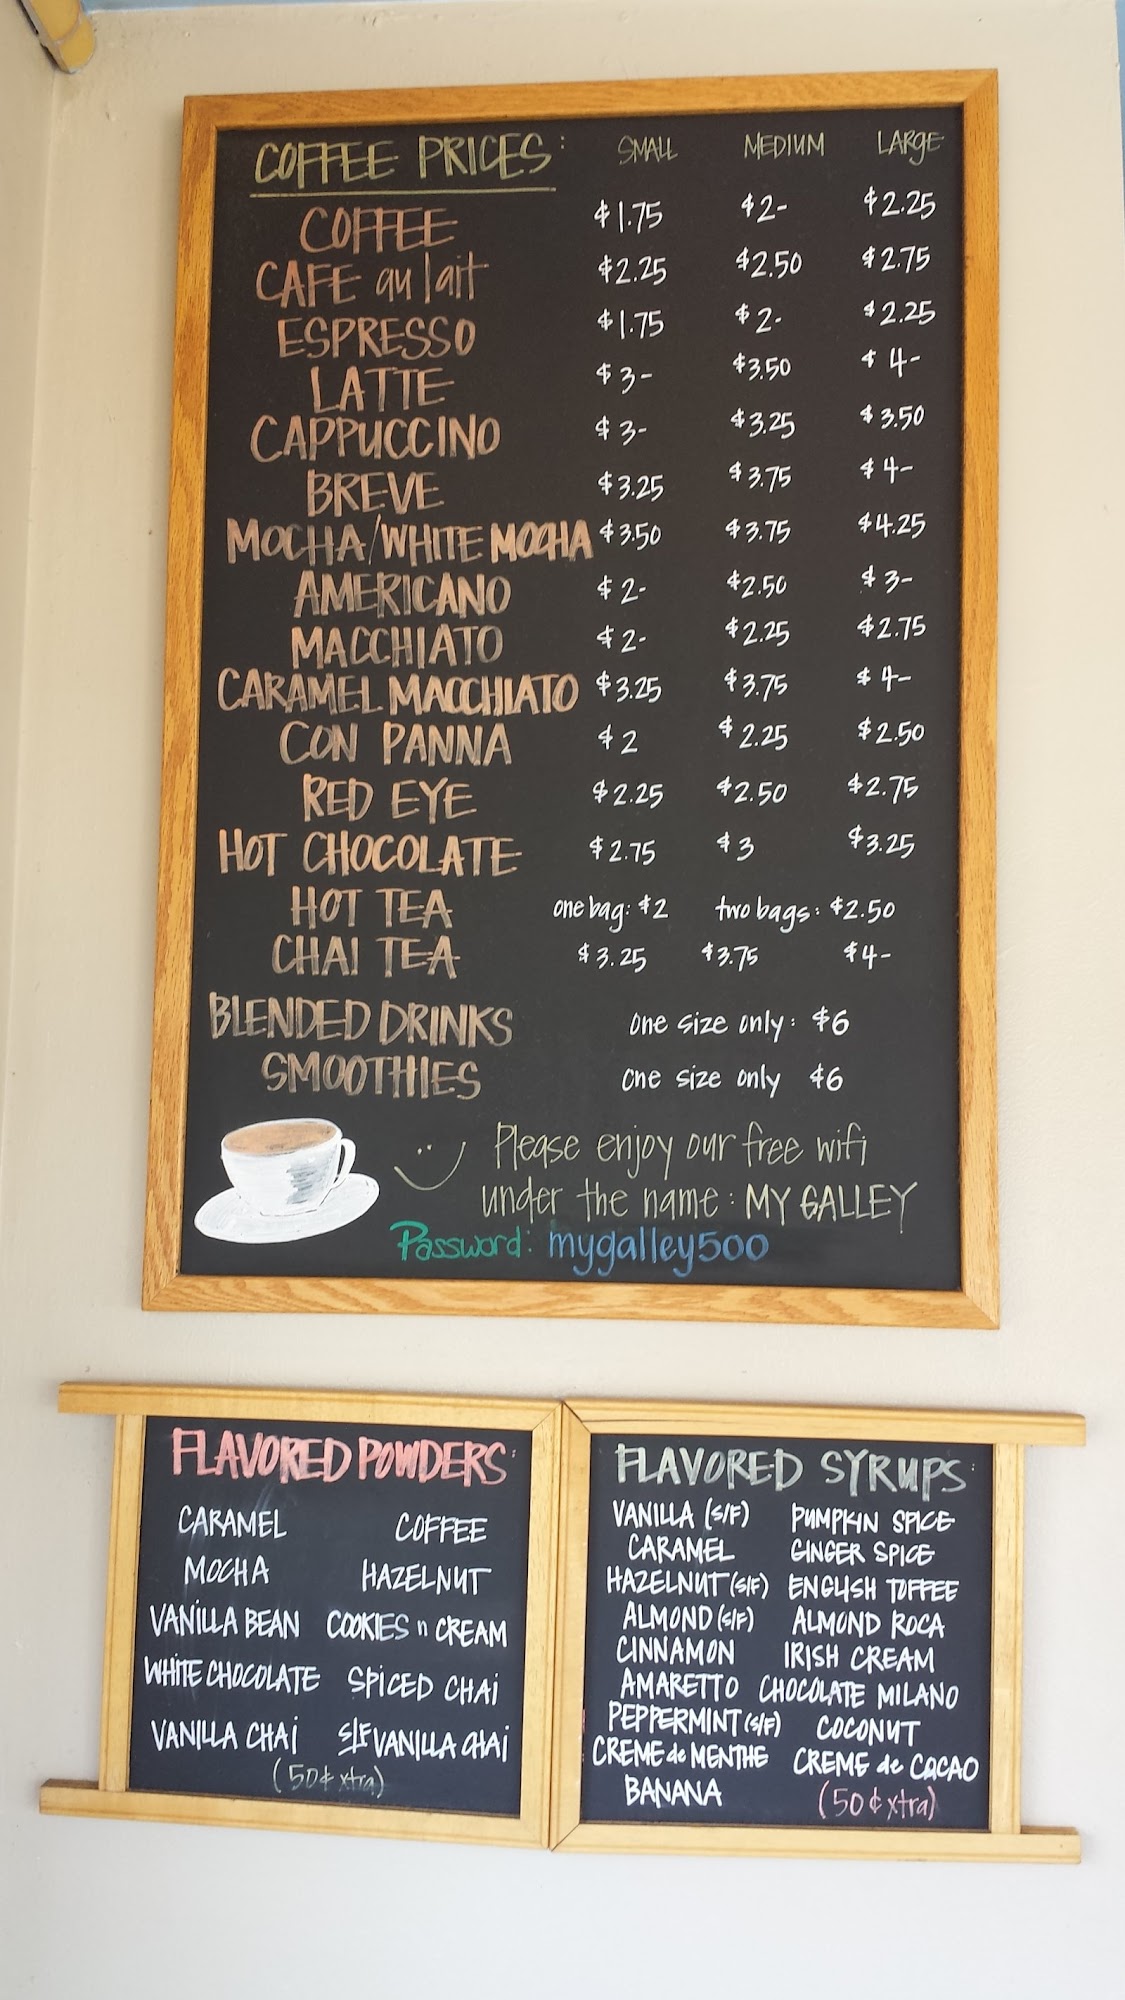 COFFEE PRICES: SMALL MEDIUM LARGE
COFFEE $1.75 $2- $2.25
CAFE au lait $2.25 $2.50 $2.75
ESPRESSO $1.75 $2- $2.25
LATTE $3- $3.50 $4-
CAPPUCCINO $3- $3.25 $3.50
BREVE $3.25 $3.75 $4-
MOCHA/WHITE MOCHA $3.50 $3.75 $4.25
AMERICANO $2- $2.50 $3-
MACCHIATO $2- $2.25 $2.75
CARAMEL MACCHIATO $3.25 $3.75 $4-
CON PANNA $2 $2.25 $2.50
RED EYE $2.25 $2.50 $2.75
HOT CHOCOLATE $2.75 $3 $3.25
HOT TEA one bag: $2 two bags: $2.50
CHAI TEA $3.25 $3.75 $4-
BLENDED DRINKS one size only: $6
SMOOTHIES one size only $6
Please enjoy our free wifi
under the name: MY GALLEY
Password: mygalley500
FLAVORED POWDERS:
CARAMEL COFFEE
MOCHA HAZELNUT
VANILLA BEAN COOKIES n CREAM
WHITE CHOCOLATE SPICED CHAI
VANILLA CHAI S/F VANILLA CHAI
(50¢ xtra)
FLAVORED SYRUPS:
VANILLA (S/F) PUMPKIN SPICE
CARAMEL GINGER SPICE
HAZELNUT (S/F) ENGLISH TOFFEE
ALMOND (S/F) ALMOND ROCA
CINNAMON IRISH CREAM
AMARETTO CHOCOLATE MILANO
PEPPERMINT (S/F) COCONUT
CREME de MENTHE CREME de CACAO
BANANA (50¢ xtra)